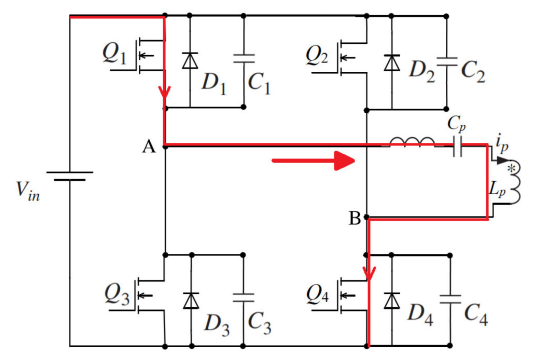 Q1 D1 C1 Q2 D2 C2
Cp ip
A
* Lp
Vin
B
Q3 D3 C3 Q4 D4 C4